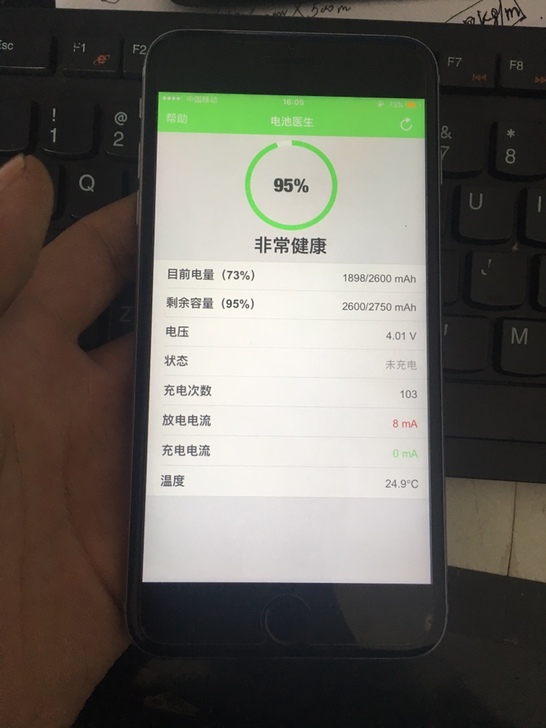 kg/m
Esc
F1
F2
F7
F8
!
1
@
2
&
7
*
8
Q
U
I
J
Z
M
中国移动
16:05
73%
帮助
电池医生
95%
非常健康
目前电量（73%）
1898/2600 mAh
剩余容量（95%）
2600/2750 mAh
电压
4.01 V
状态
未充电
充电次数
103
放电电流
8 mA
充电电流
0 mA
温度
24.9°C